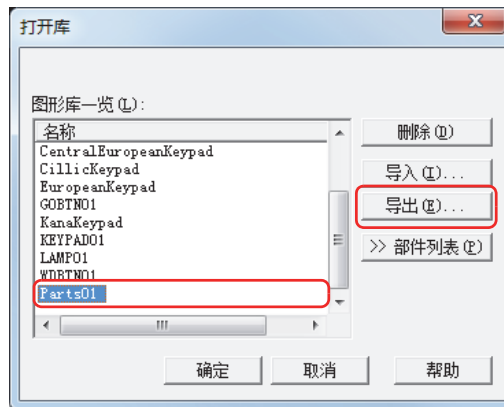 打开库
图形库一览(L):
名称
CentralEuropeanKeypad
CillicKeypad
EuropeanKeypad
GOBTN01
KanaKeypad
KEYPAD01
LAMP01
WDBTN01
Parts01
删除(D)
导入(I)...
导出(E)...
>> 部件列表(P)
确定
取消
帮助